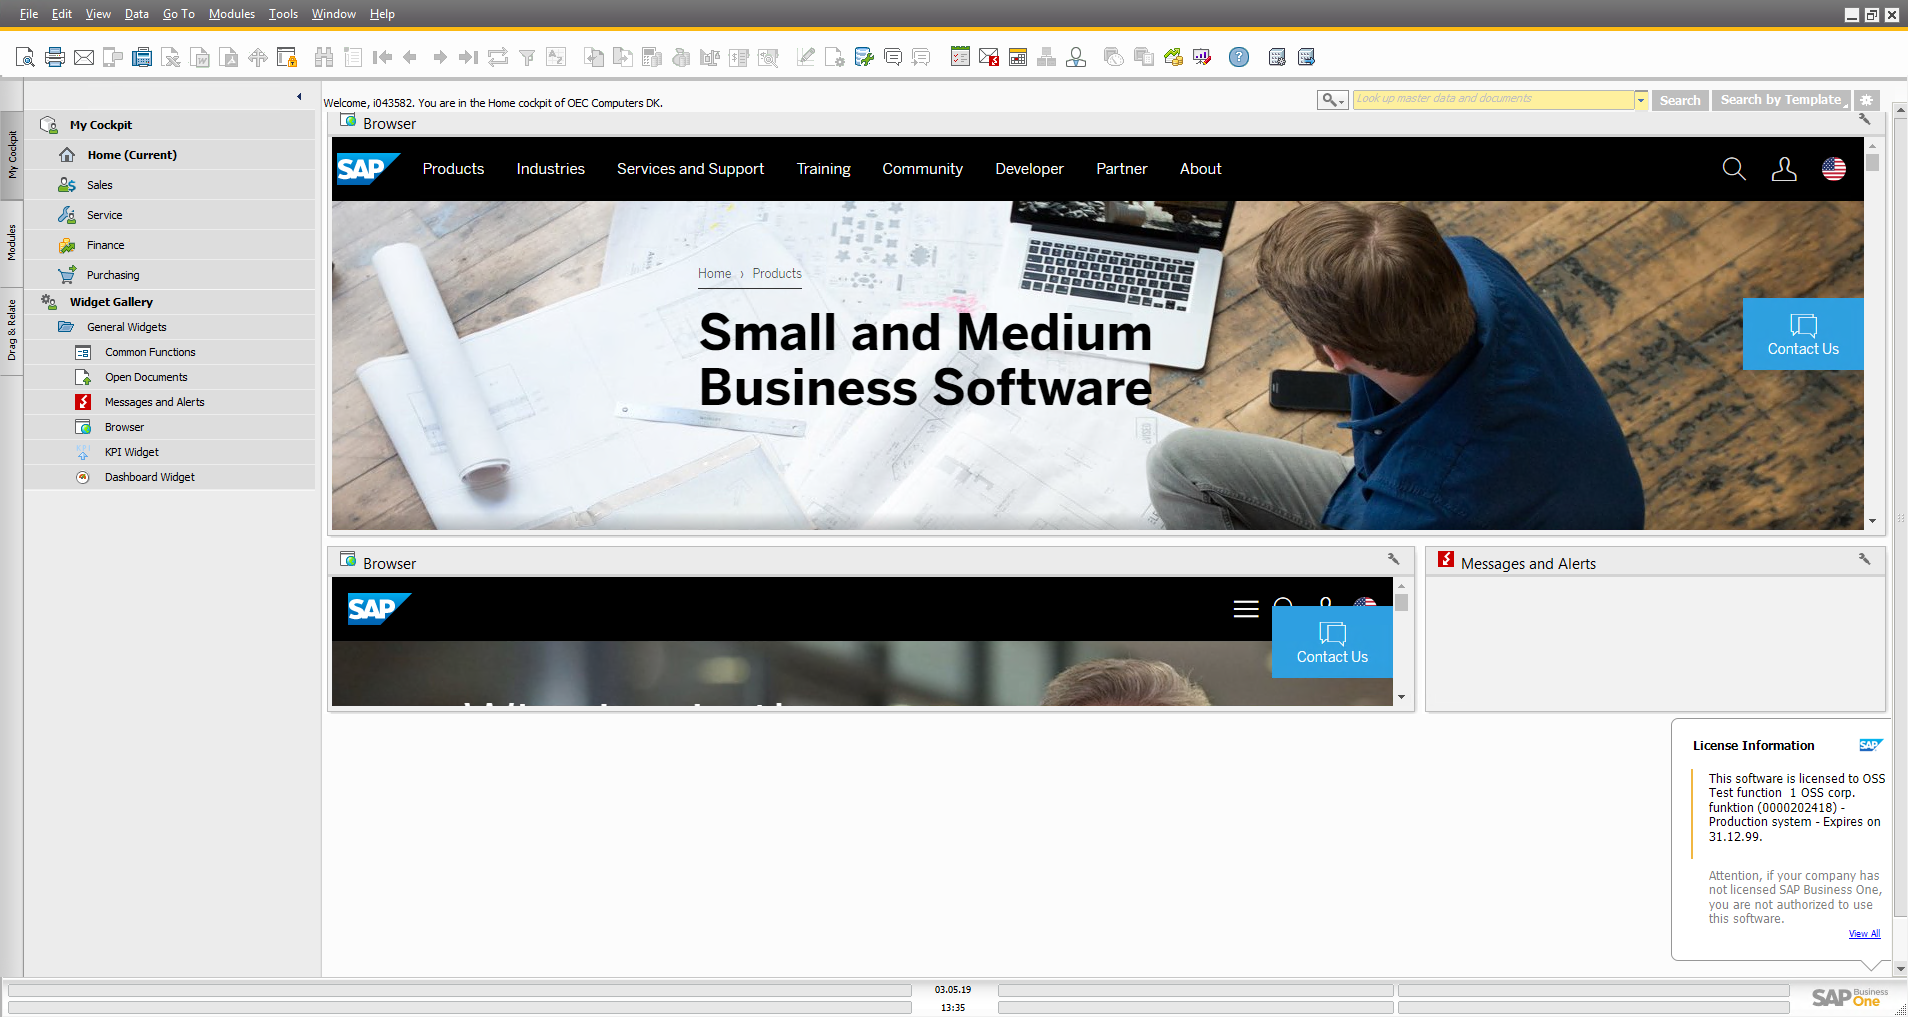 File Edit View Data Go To Modules Tools Window Help
Welcome, i043582. You are in the Home cockpit of OEC Computers DK.
Look up master data and documents
Search
Search by Template
My Cockpit
Modules
Drag & Relate
My Cockpit
Home (Current)
Sales
Service
Finance
Purchasing
Widget Gallery
General Widgets
Common Functions
Open Documents
Messages and Alerts
Browser
KPI Widget
Dashboard Widget
Browser
SAP Products Industries Services and Support Training Community Developer Partner About
Home › Products
Small and Medium
Business Software
Contact Us
Browser
SAP
Contact Us
Messages and Alerts
License Information SAP
This software is licensed to OSS
Test function 1 OSS corp.
funktion (0000202418) -
Production system - Expires on
31.12.99.
Attention, if your company has
not licensed SAP Business One,
you are not authorized to use
this software.
View All
03.05.19
13:35
SAP Business One